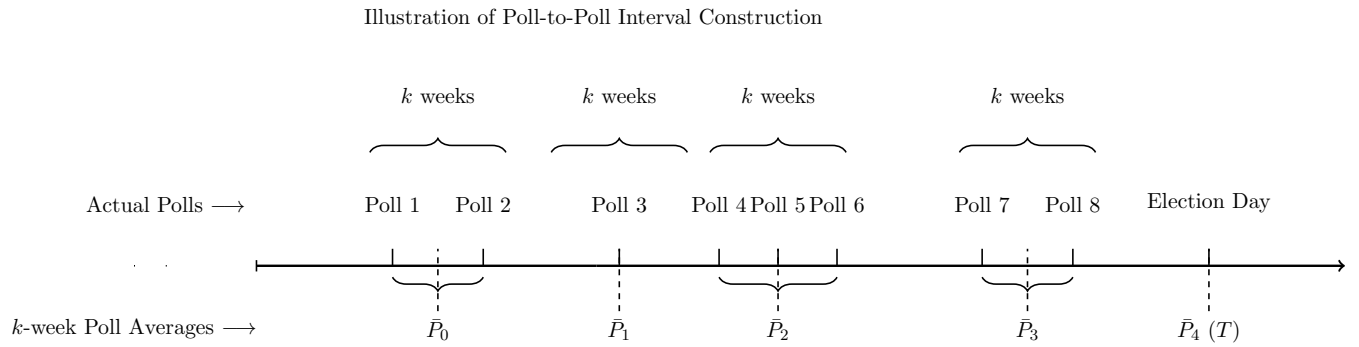 Illustration of Poll-to-Poll Interval Construction
k weeks k weeks k weeks k weeks
Actual Polls ⟶ Poll 1 Poll 2 Poll 3 Poll 4 Poll 5 Poll 6 Poll 7 Poll 8 Election Day
k-week Poll Averages ⟶ P̄₀ P̄₁ P̄₂ P̄₃ P̄₄ (T)